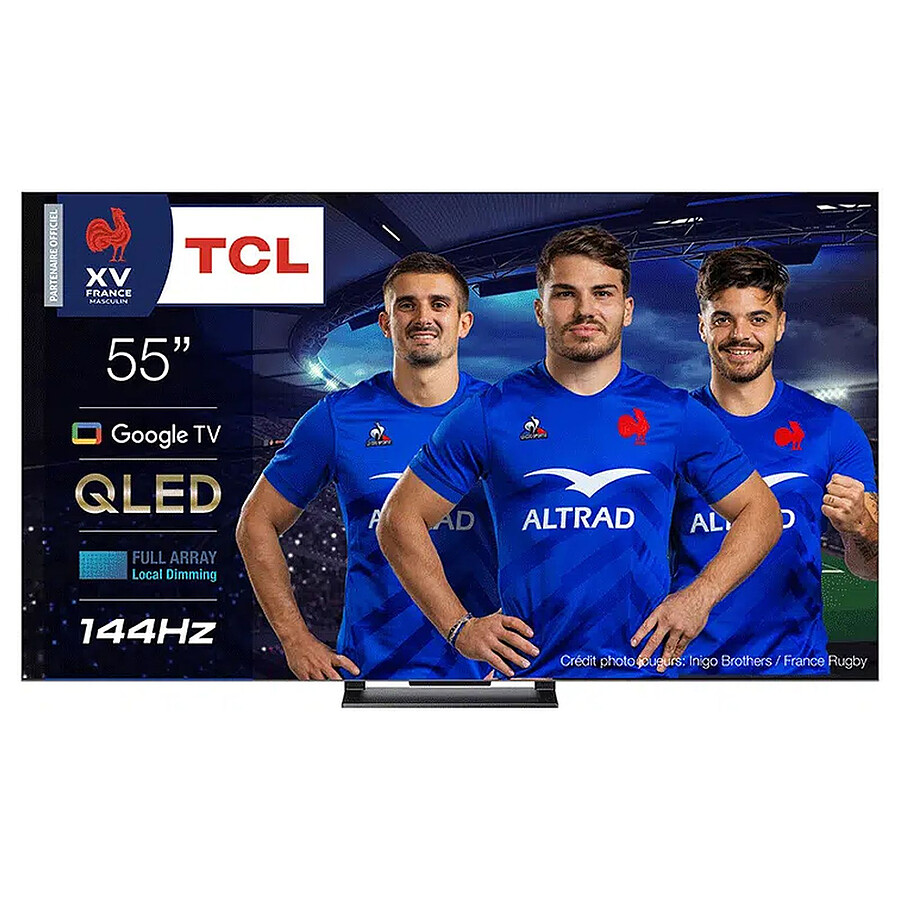 PARTENAIRE OFFICIEL
XV
FRANCE
MASCULIN
TCL
55”
Google TV
QLED
FULL ARRAY
Local Dimming
144Hz
ALTRAD
Crédit photo joueurs: Inigo Brothers / France Rugby